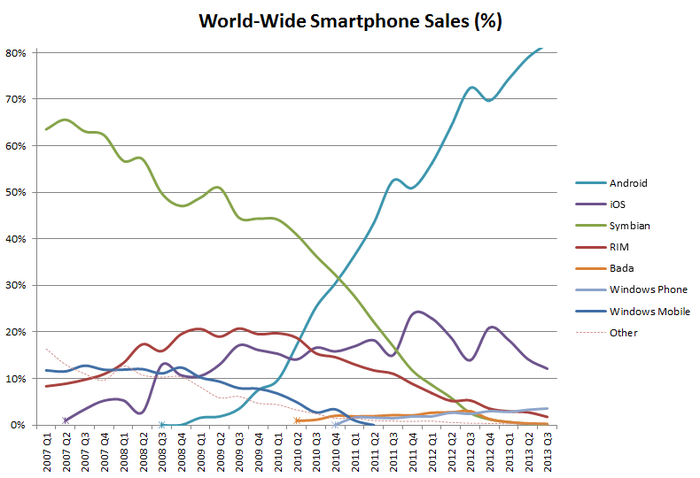 World-Wide Smartphone Sales (%)
80%
70%
60%
50%
40%
30%
20%
10%
0%
Android
iOS
Symbian
RIM
Bada
Windows Phone
Windows Mobile
Other
2007 Q1
2007 Q2
2007 Q3
2007 Q4
2008 Q1
2008 Q2
2008 Q3
2008 Q4
2009 Q1
2009 Q2
2009 Q3
2009 Q4
2010 Q1
2010 Q2
2010 Q3
2010 Q4
2011 Q1
2011 Q2
2011 Q3
2011 Q4
2012 Q1
2012 Q2
2012 Q3
2012 Q4
2013 Q1
2013 Q2
2013 Q3